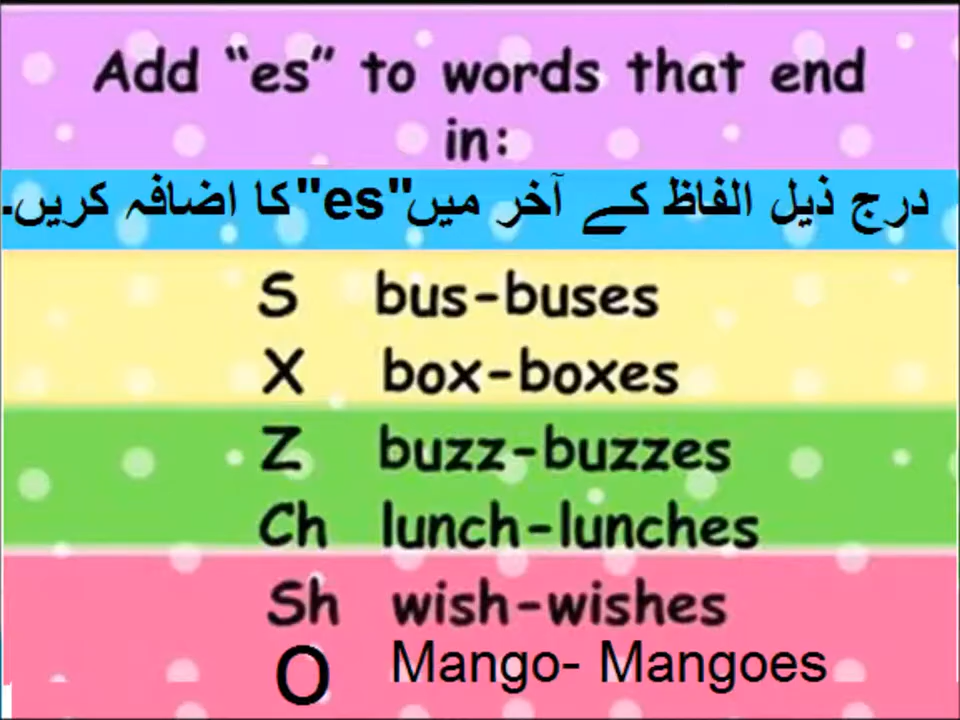 Add “es” to words that end
in:
درج ذیل الفاظ کے آخر میں"es" کا اضافہ کریں۔
S bus-buses
X box-boxes
Z buzz-buzzes
Ch lunch-lunches
Sh wish-wishes
O Mango- Mangoes